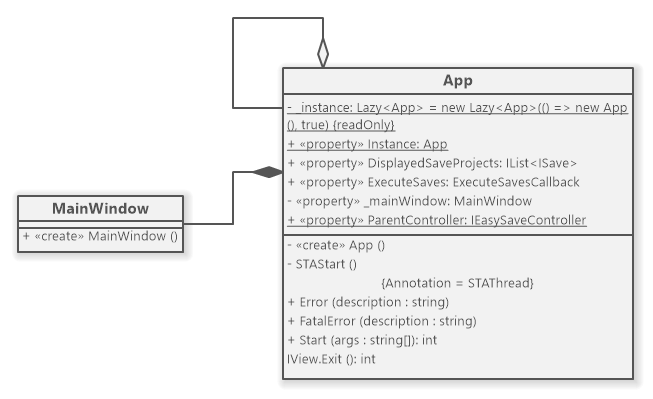 App
- _instance: Lazy<App> = new Lazy<App>(() => new App
(), true) {readOnly}
+ «property» Instance: App
+ «property» DisplayedSaveProjects: IList<ISave>
+ «property» ExecuteSaves: ExecuteSavesCallback
- «property» _mainWindow: MainWindow
+ «property» ParentController: IEasySaveController
- «create» App ()
- STAStart ()
{Annotation = STAThread}
+ Error (description : string)
+ FatalError (description : string)
+ Start (args : string[]): int
IView.Exit (): int
MainWindow
+ «create» MainWindow ()